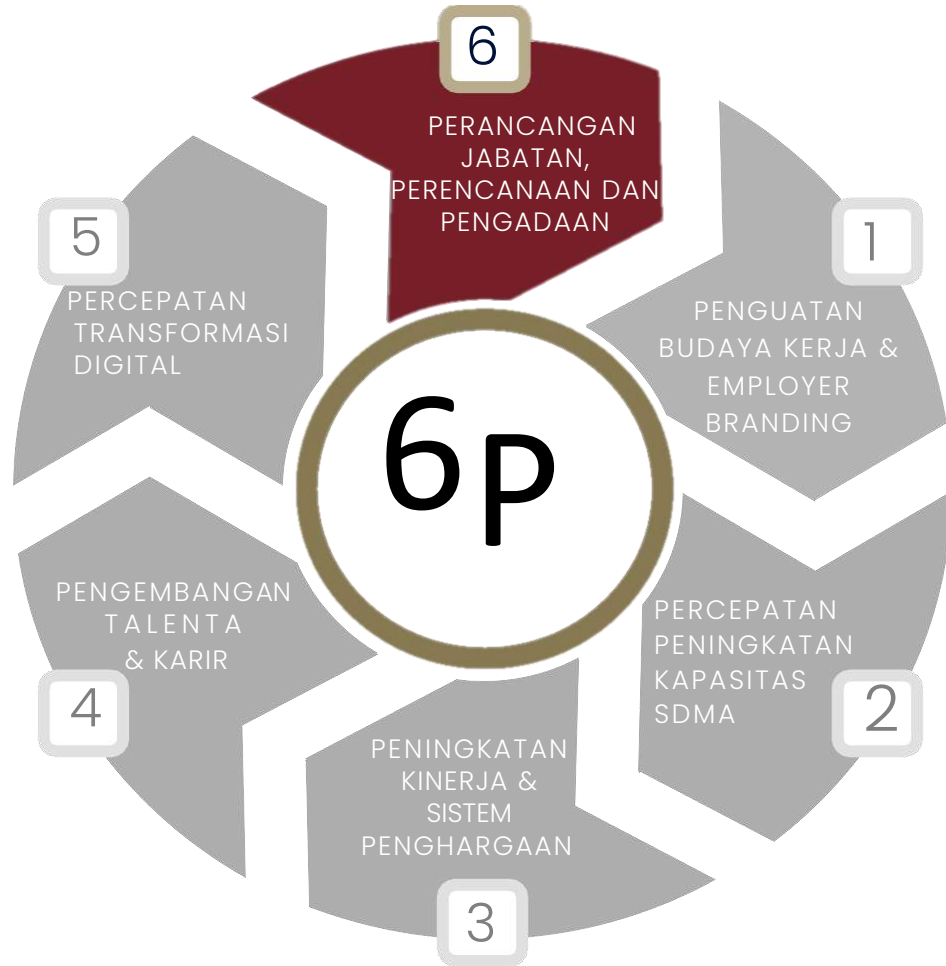 6
PERANCANGAN
JABATAN,
PERENCANAAN DAN
PENGADAAN
1
PENGUATAN
BUDAYA KERJA &
EMPLOYER
BRANDING
2
PERCEPATAN
PENINGKATAN
KAPASITAS
SDMA
3
PENINGKATAN
KINERJA &
SISTEM
PENGHARGAAN
4
PENGEMBANGAN
TALENTA
& KARIR
5
PERCEPATAN
TRANSFORMASI
DIGITAL
6P